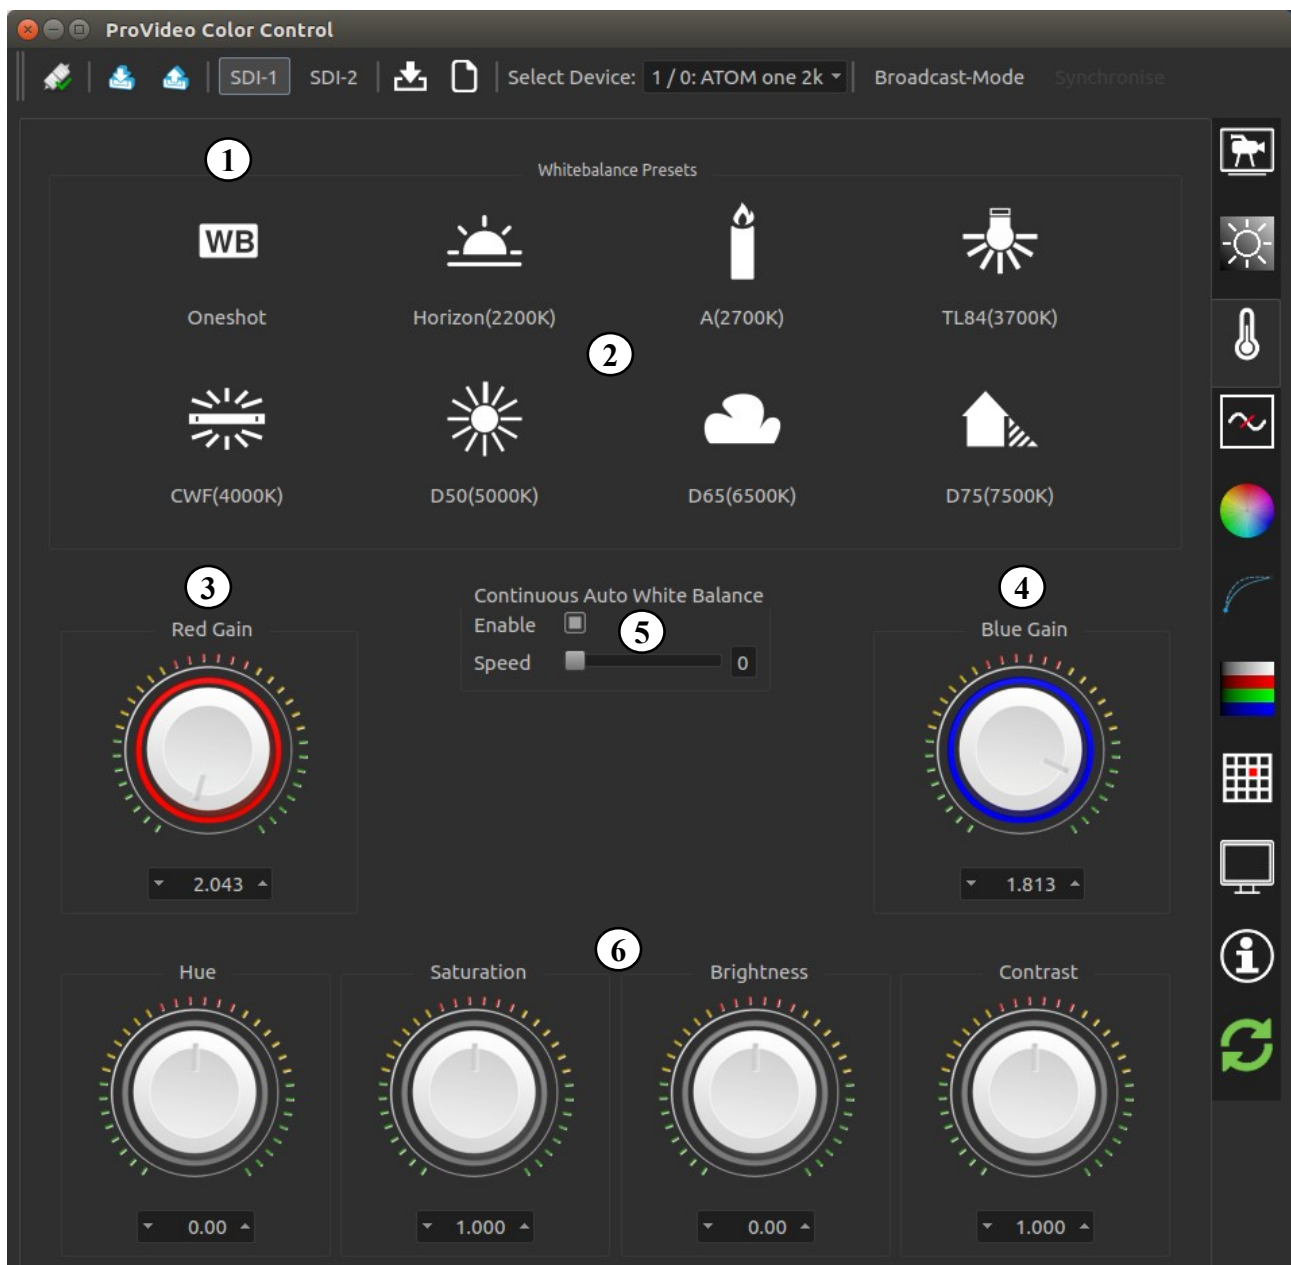 ProVideo Color Control
SDI-1 SDI-2 Select Device: 1 / 0: ATOM one 2k Broadcast-Mode Synchronise
1
Whitebalance Presets
WB
Oneshot Horizon(2200K) A(2700K) TL84(3700K)
2
CWF(4000K) D50(5000K) D65(6500K) D75(7500K)
3 4
Continuous Auto White Balance
Enable 5
Red Gain Blue Gain
Speed 0
2.043 1.813
6
Hue Saturation Brightness Contrast
0.00 1.000 0.00 1.000